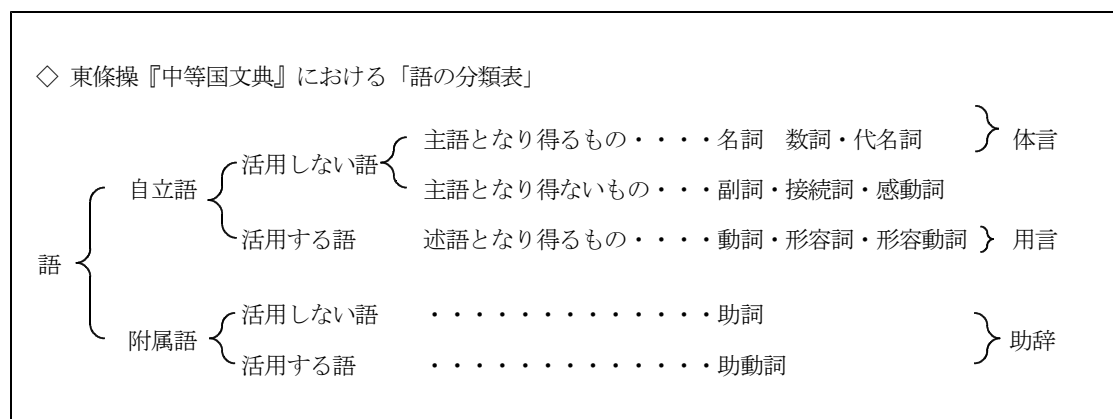 ◇ 東條操『中等国文典』における「語の分類表」
主語となり得るもの・・・・名詞 数詞・代名詞 体言
活用しない語
自立語 主語となり得ないもの・・・副詞・接続詞・感動詞
活用する語 述語となり得るもの・・・・動詞・形容詞・形容動詞 用言
語
活用しない語 ・・・・・・・・・・・・・助詞
附属語 助辞
活用する語 ・・・・・・・・・・・・・助動詞